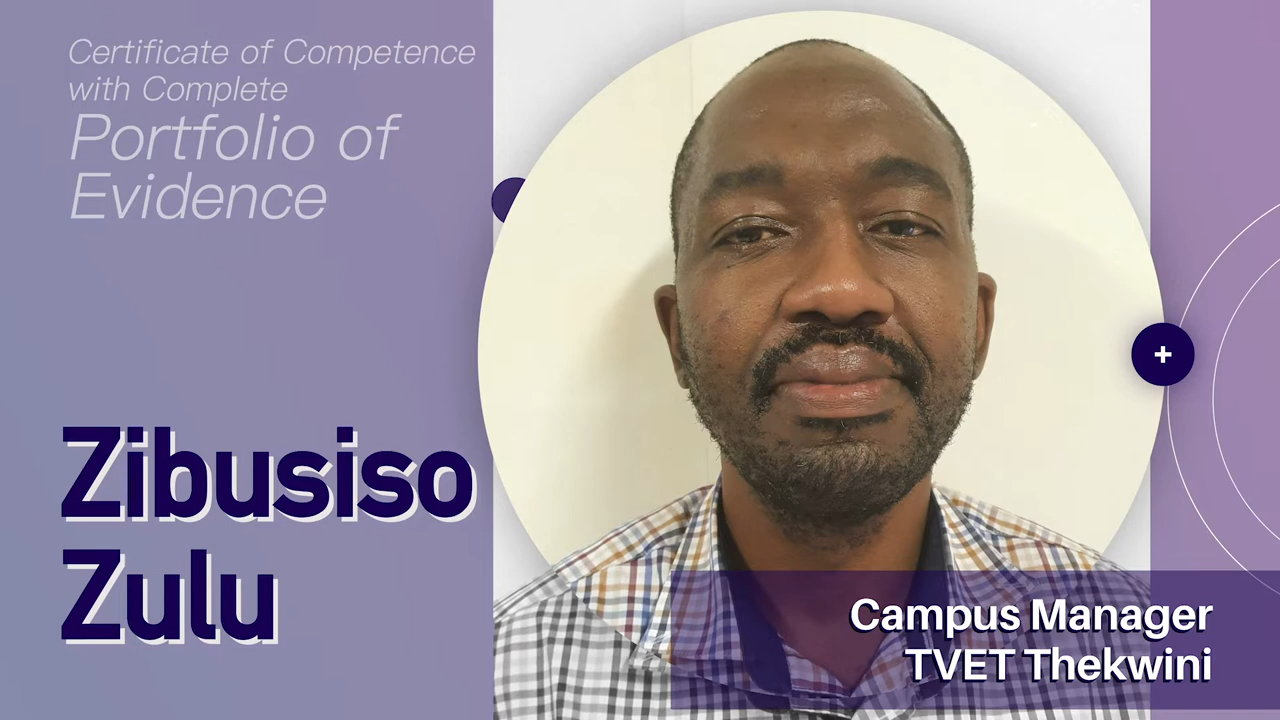 Certificate of Competence
with Complete
Portfolio of
Evidence
Zibusiso
Zulu
Campus Manager
TVET Thekwini